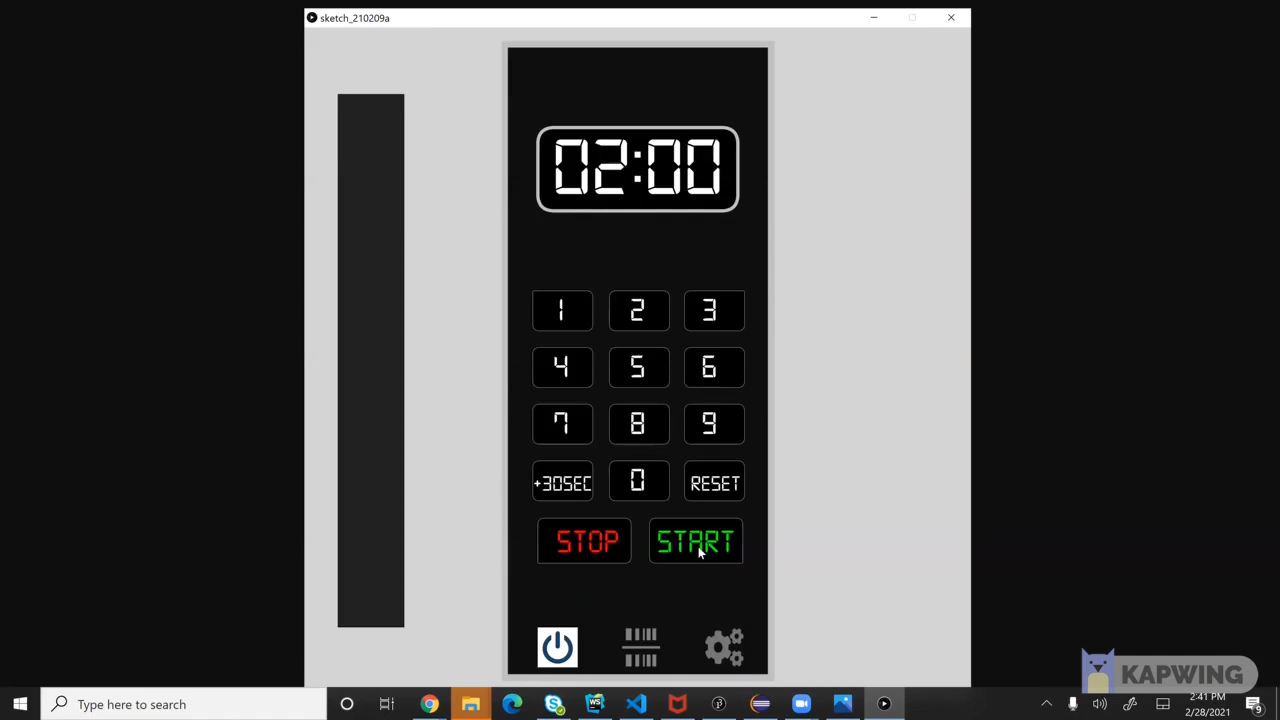 sketch_210209a
02:00
1 2 3
4 5 6
7 8 9
+30SEC 0 RESET
STOP START
KAPWING
Type here to search
WS
2:41 PM
2/28/2021